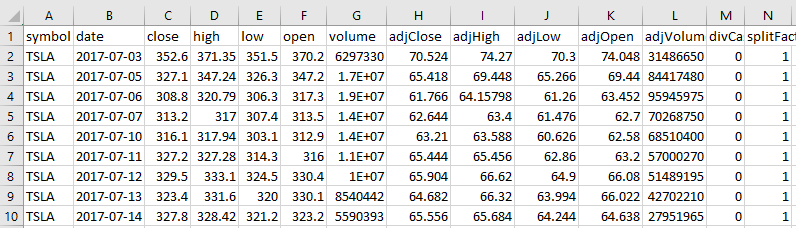 A B C D E F G H I J K L M N
1 symbol date close high low open volume adjClose adjHigh adjLow adjOpen adjVolum divCa splitFact
2 TSLA 2017-07-03 352.6 371.35 351.5 370.2 6297330 70.524 74.27 70.3 74.048 31486650 0 1
3 TSLA 2017-07-05 327.1 347.24 326.3 347.2 1.7E+07 65.418 69.448 65.266 69.44 84417480 0 1
4 TSLA 2017-07-06 308.8 320.79 306.3 317.3 1.9E+07 61.766 64.15798 61.26 63.452 95945975 0 1
5 TSLA 2017-07-07 313.2 317 307.4 313.5 1.4E+07 62.644 63.4 61.476 62.7 70268750 0 1
6 TSLA 2017-07-10 316.1 317.94 303.1 312.9 1.4E+07 63.21 63.588 60.626 62.58 68510400 0 1
7 TSLA 2017-07-11 327.2 327.28 314.3 316 1.1E+07 65.444 65.456 62.86 63.2 57000270 0 1
8 TSLA 2017-07-12 329.5 333.1 324.5 330.4 1E+07 65.904 66.62 64.9 66.08 51489195 0 1
9 TSLA 2017-07-13 323.4 331.6 320 330.1 8540442 64.682 66.32 63.994 66.022 42702210 0 1
10 TSLA 2017-07-14 327.8 328.42 321.2 323.2 5590393 65.556 65.684 64.244 64.638 27951965 0 1